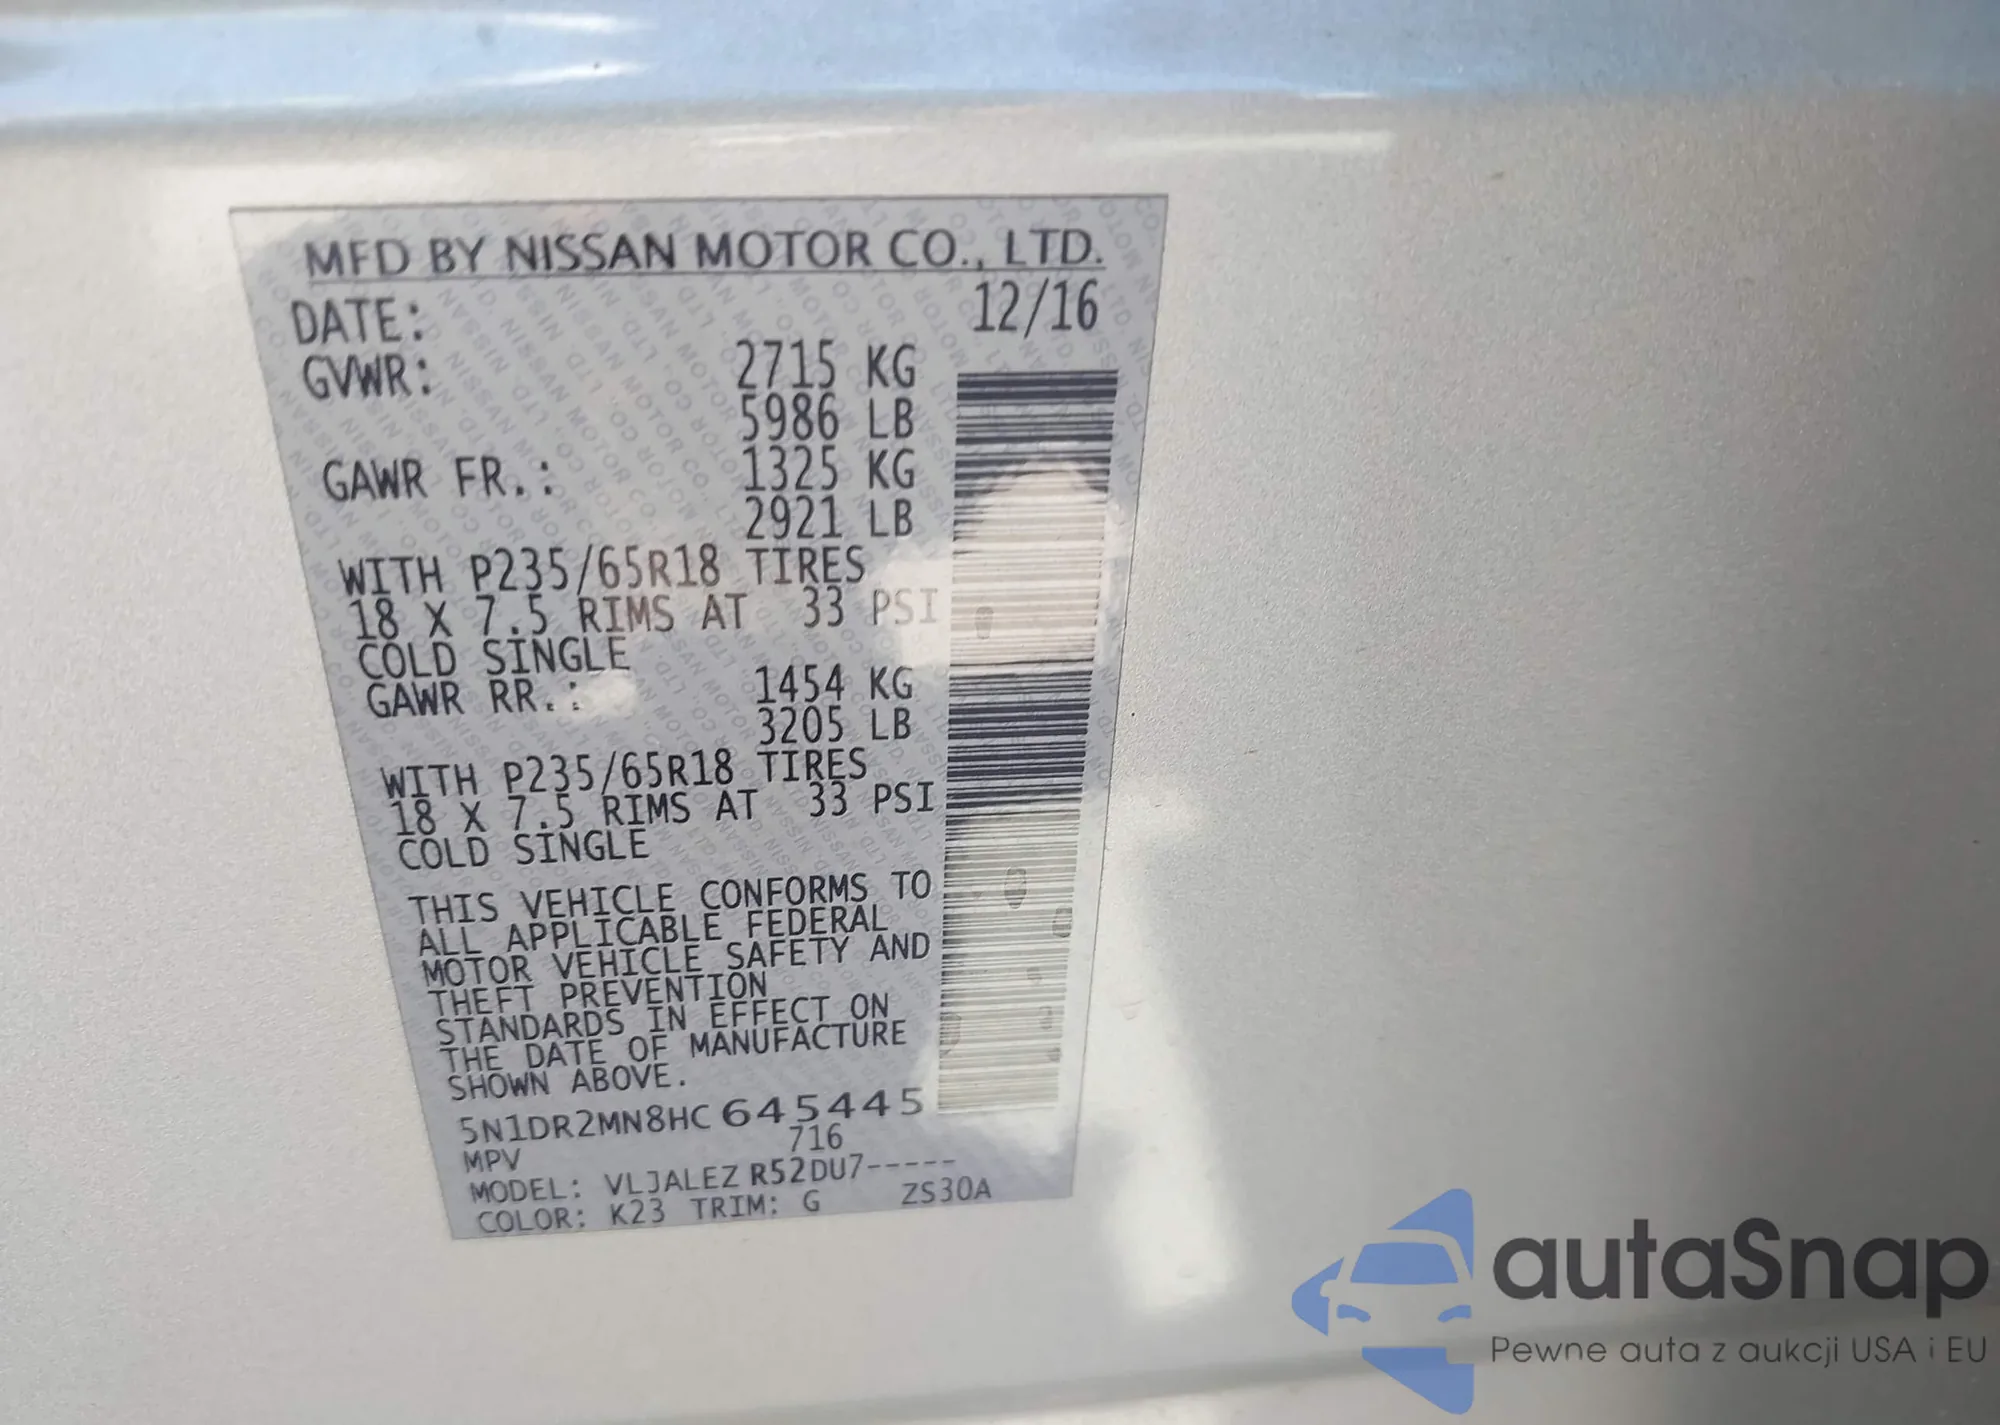 MFD BY NISSAN MOTOR CO., LTD.
DATE: 12/16
GVWR: 2715 KG
5986 LB
GAWR FR.: 1325 KG
2921 LB
WITH P235/65R18 TIRES
18 X 7.5 RIMS AT 33 PSI
COLD SINGLE
GAWR RR.: 1454 KG
3205 LB
WITH P235/65R18 TIRES
18 X 7.5 RIMS AT 33 PSI
COLD SINGLE
THIS VEHICLE CONFORMS TO
ALL APPLICABLE FEDERAL
MOTOR VEHICLE SAFETY AND
THEFT PREVENTION
STANDARDS IN EFFECT ON
THE DATE OF MANUFACTURE
SHOWN ABOVE.
5N1DR2MN8HC645445
716
MPV
MODEL: VLJALEZ R52DU7-----
COLOR: K23 TRIM: G ZS30A
autaSnap
Pewne auta z aukcji USA i EU